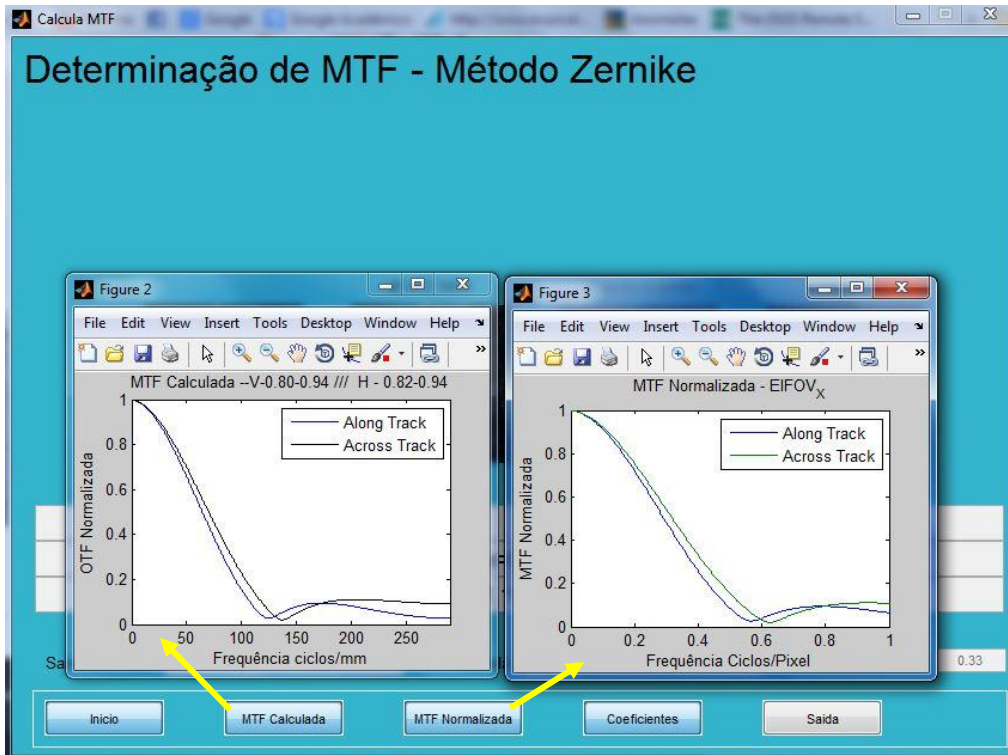 Calcula MTF
Determinação de MTF - Método Zernike
Figure 2
File Edit View Insert Tools Desktop Window Help
MTF Calculada --V-0.80-0.94 /// H - 0.82-0.94
Along Track
Across Track
OTF Normalizada
1
0.8
0.6
0.4
0.2
0
0 50 100 150 200 250
Frequência ciclos/mm
Figure 3
File Edit View Insert Tools Desktop Window Help
MTF Normalizada - EIFOVX
Along Track
Across Track
MTF Normalizada
1
0.8
0.6
0.4
0.2
0
0 0.2 0.4 0.6 0.8 1
Frequência Ciclos/Pixel
0.33
Inicio MTF Calculada MTF Normalizada Coeficientes Saida